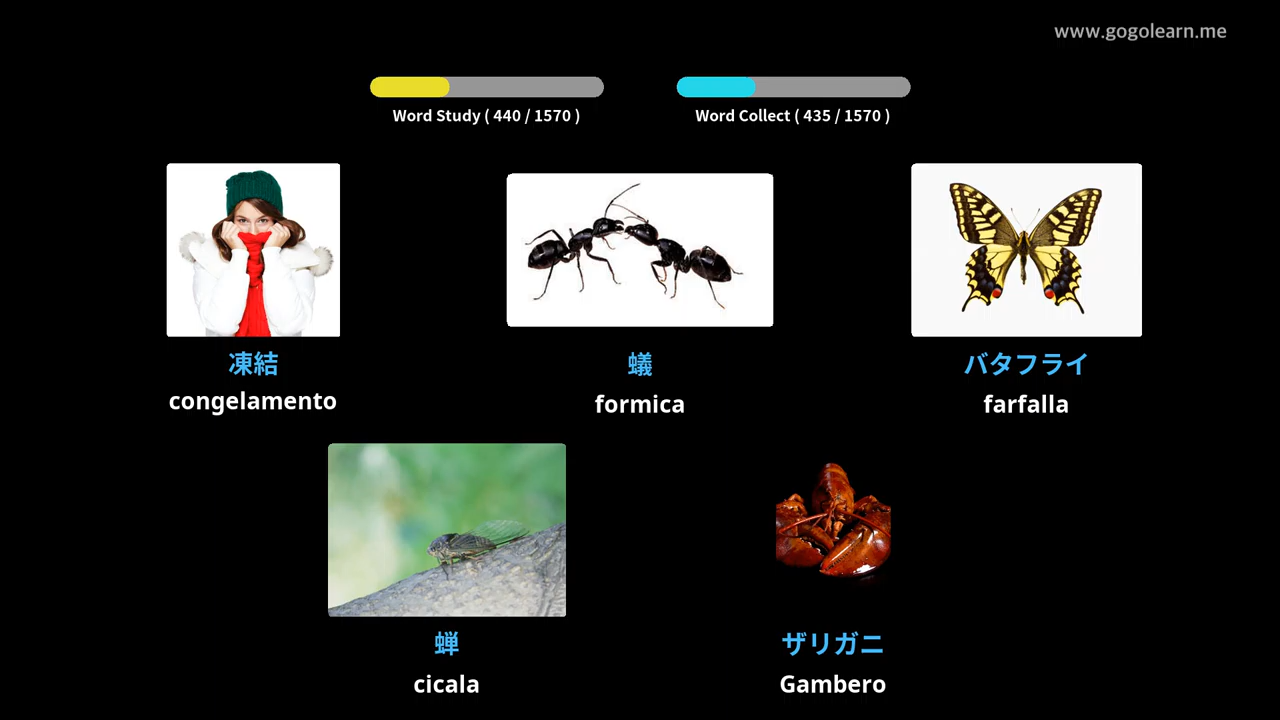 www.gogolearn.me
Word Study ( 440 / 1570 )
Word Collect ( 435 / 1570 )
凍結
congelamento
蟻
formica
バタフライ
farfalla
蝉
cicala
ザリガニ
Gambero